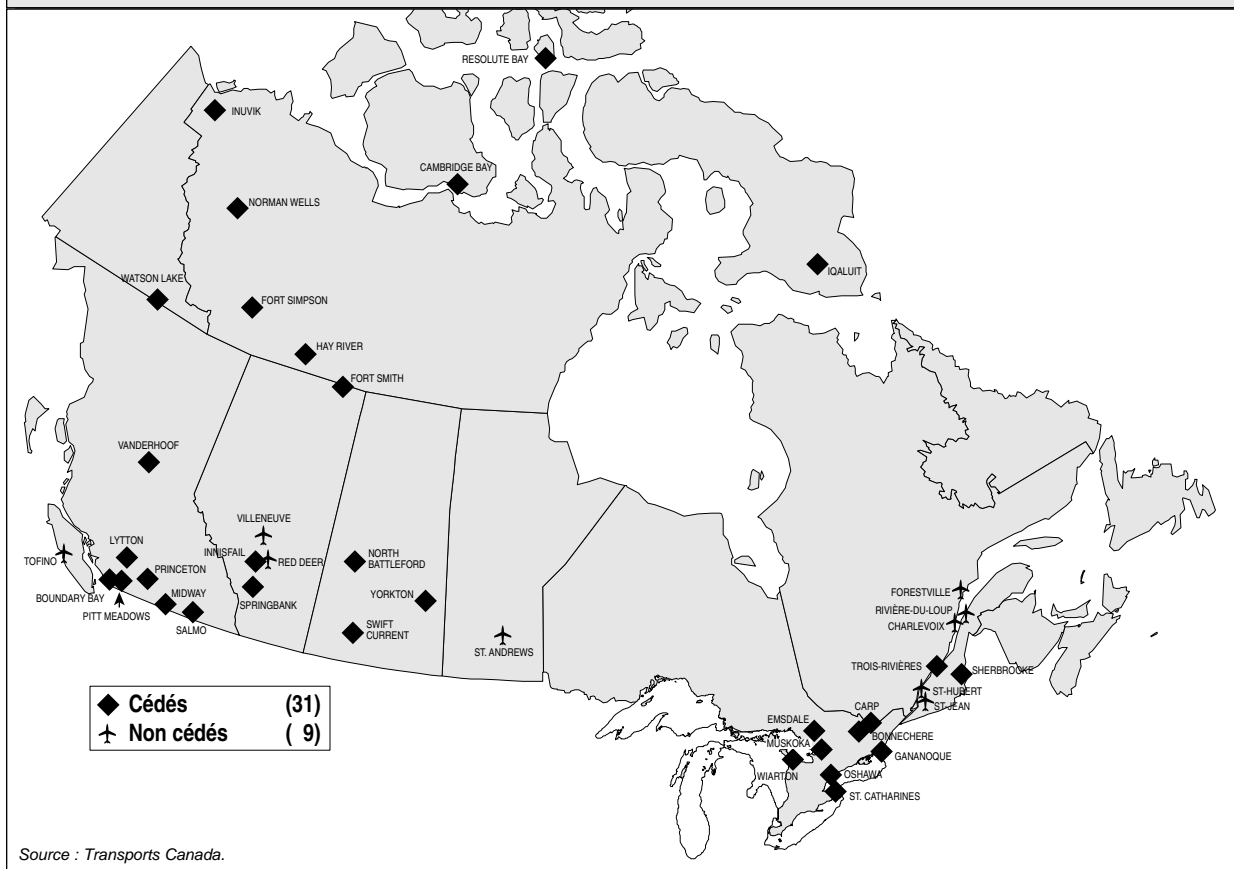 RESOLUTE BAY
INUVIK
CAMBRIDGE BAY
NORMAN WELLS
IQALUIT
WATSON LAKE
FORT SIMPSON
HAY RIVER
FORT SMITH
VANDERHOOF
VILLENEUVE
LYTTON
TOFINO
INNISFAIL
RED DEER
NORTH
BATTLEFORD
PRINCETON
BOUNDARY BAY
MIDWAY
SPRINGBANK
YORKTON
PITT MEADOWS
SALMO
SWIFT
CURRENT
ST. ANDREWS
FORESTVILLE
RIVIÈRE-DU-LOUP
CHARLEVOIX
TROIS-RIVIÈRES
SHERBROOKE
ST-HUBERT
ST-JEAN
CARP
EMSDALE
BONNECHERE
MUSKOKA
GANANOQUE
WIARTON
OSHAWA
ST. CATHARINES
Cédés (31)
Non cédés ( 9)
Source : Transports Canada.